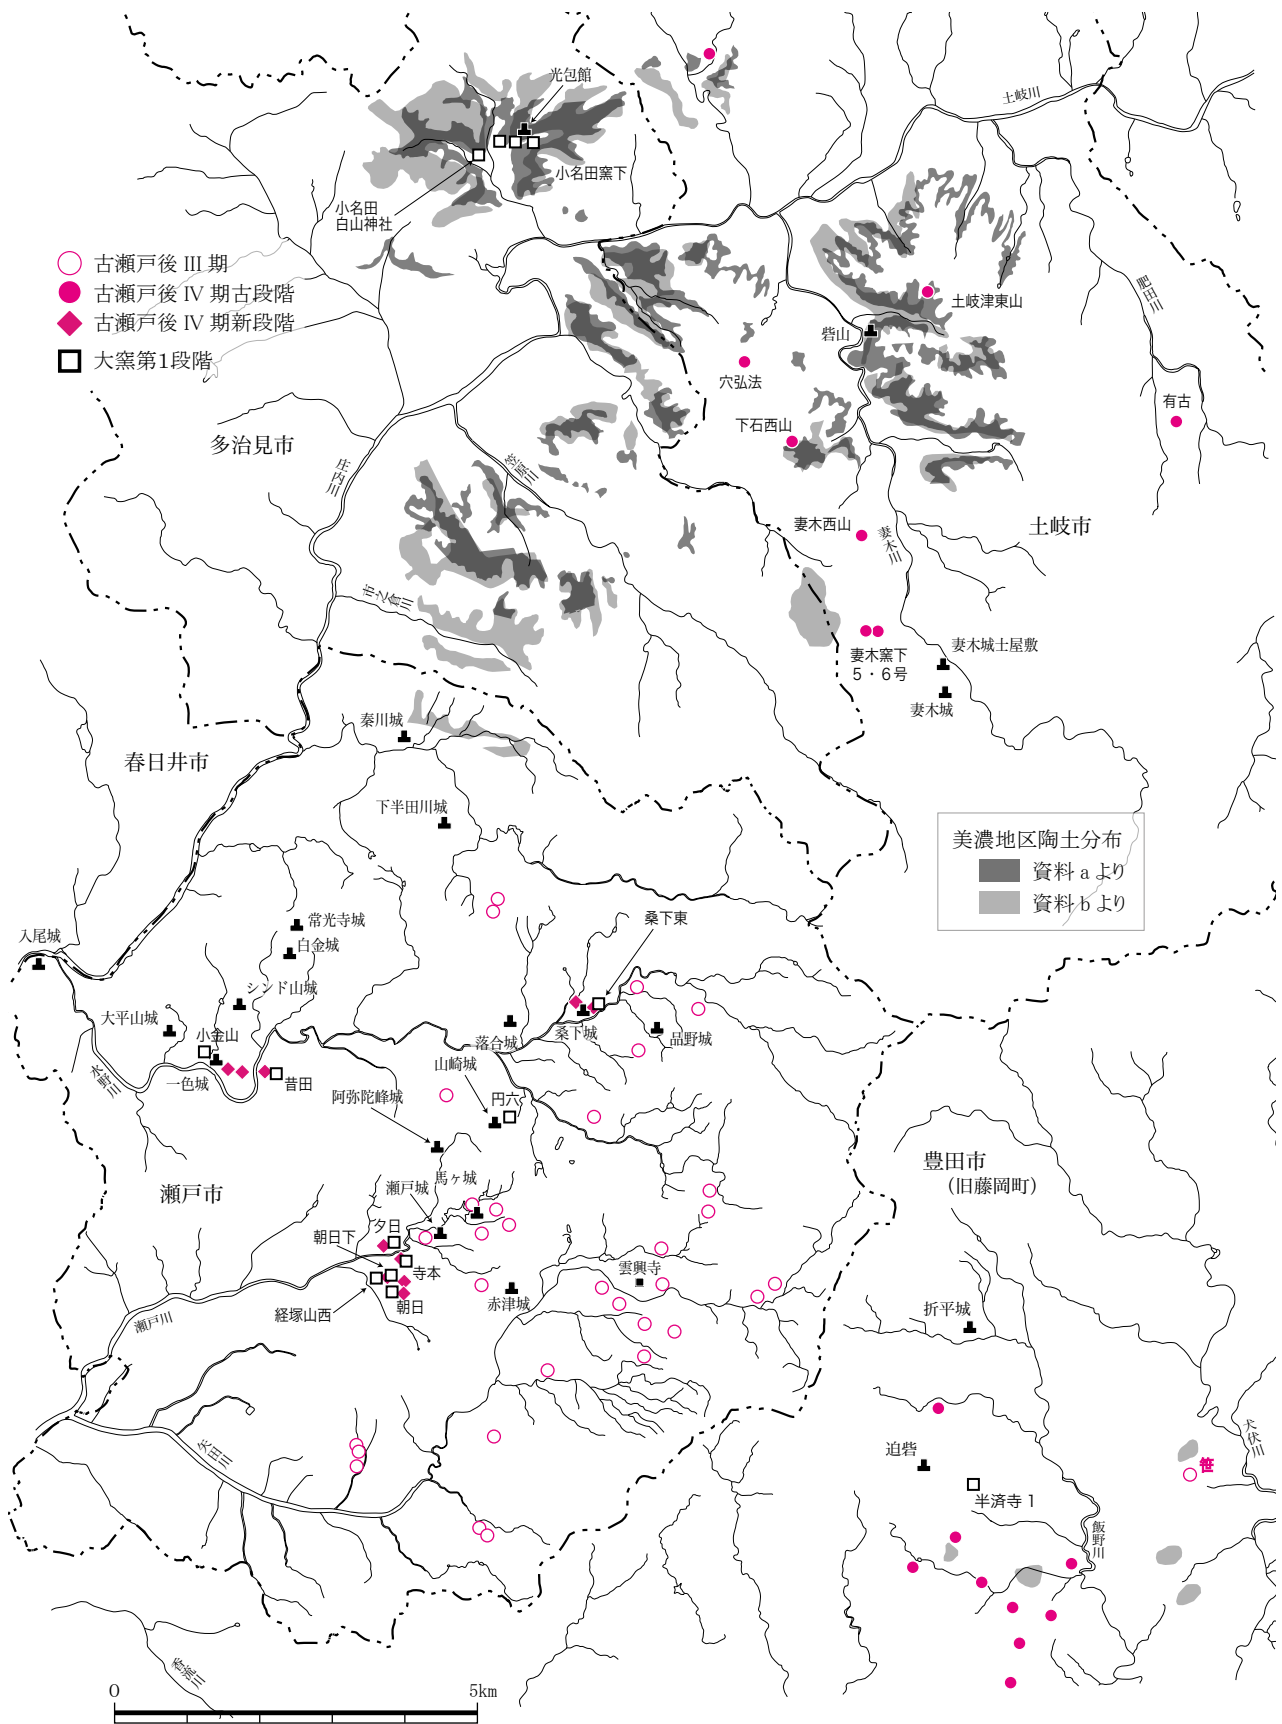 光包館
土岐川
小名田窯下
小名田
白山神社
古瀬戸後 III 期
古瀬戸後 IV 期古段階
古瀬戸後 IV 期新段階
大窯第1段階
土岐津東山
肥田川
砦山
穴弘法
有古
下石西山
多治見市
庄内川
笠原川
土岐市
妻木西山
妻木川
市之倉川
妻木窯下
5・6号
妻木城士屋敷
妻木城
秦川城
春日井市
下半田川城
美濃地区陶土分布
資料 a より
資料 b より
桑下東
常光寺城
白金城
入尾城
シンド山城
大平山城
小金山
落合城
桑下城
品野城
山崎城
水野川
一色城
昔田
円六
阿弥陀峰城
豊田市
（旧藤岡町）
馬ヶ城
瀬戸城
瀬戸市
夕日
朝日下
寺本
雲興寺
経塚山西
朝日
赤津城
瀬戸川
折平城
矢田川
犬伏川
迫砦
笹
半済寺 1
飯野川
香流川
0
5km